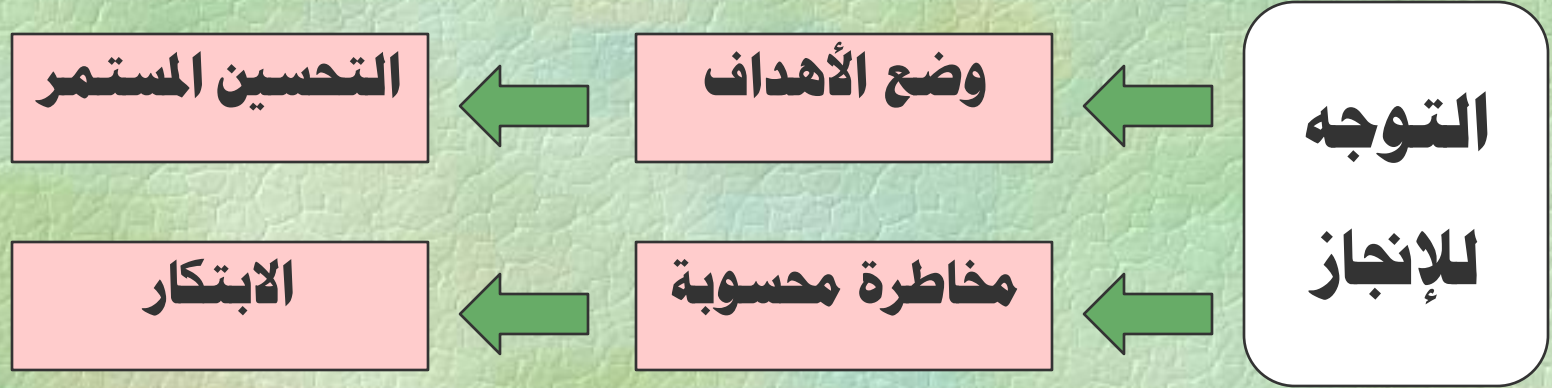 التوجه
للإنجاز
وضع الأهداف
التحسين المستمر
مخاطرة محسوبة
الابتكار